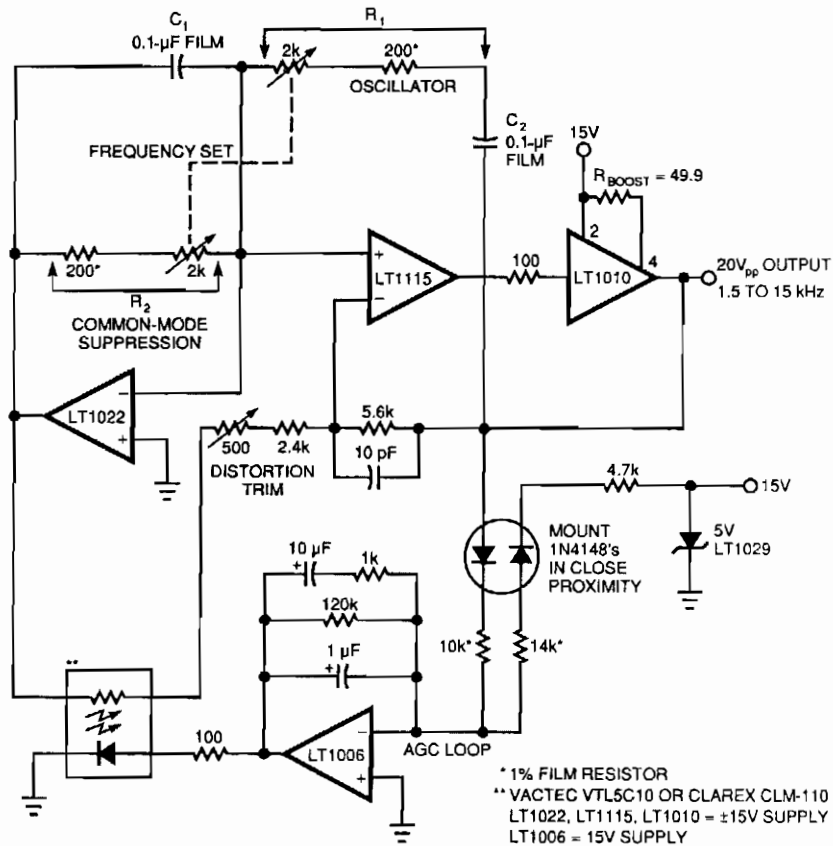 C1
0.1-µF FILM
R1
2k
200*
OSCILLATOR
C2
0.1-µF
FILM
15V
RBOOST = 49.9
FREQUENCY SET
200*
2k
R2
COMMON-MODE
SUPPRESSION
+
−
LT1115
100
2
4
LT1010
20Vpp OUTPUT
1.5 TO 15 kHz
−
+
LT1022
500
DISTORTION
TRIM
2.4k
5.6k
10 pF
4.7k
15V
5V
LT1029
MOUNT
1N4148's
IN CLOSE
PROXIMITY
+
10 µF
1k
120k
1 µF
+
10k*
14k*
**
100
LT1006
−
+
AGC LOOP
* 1% FILM RESISTOR
** VACTEC VTL5C10 OR CLAREX CLM-110
LT1022, LT1115, LT1010 = ±15V SUPPLY
LT1006 = 15V SUPPLY